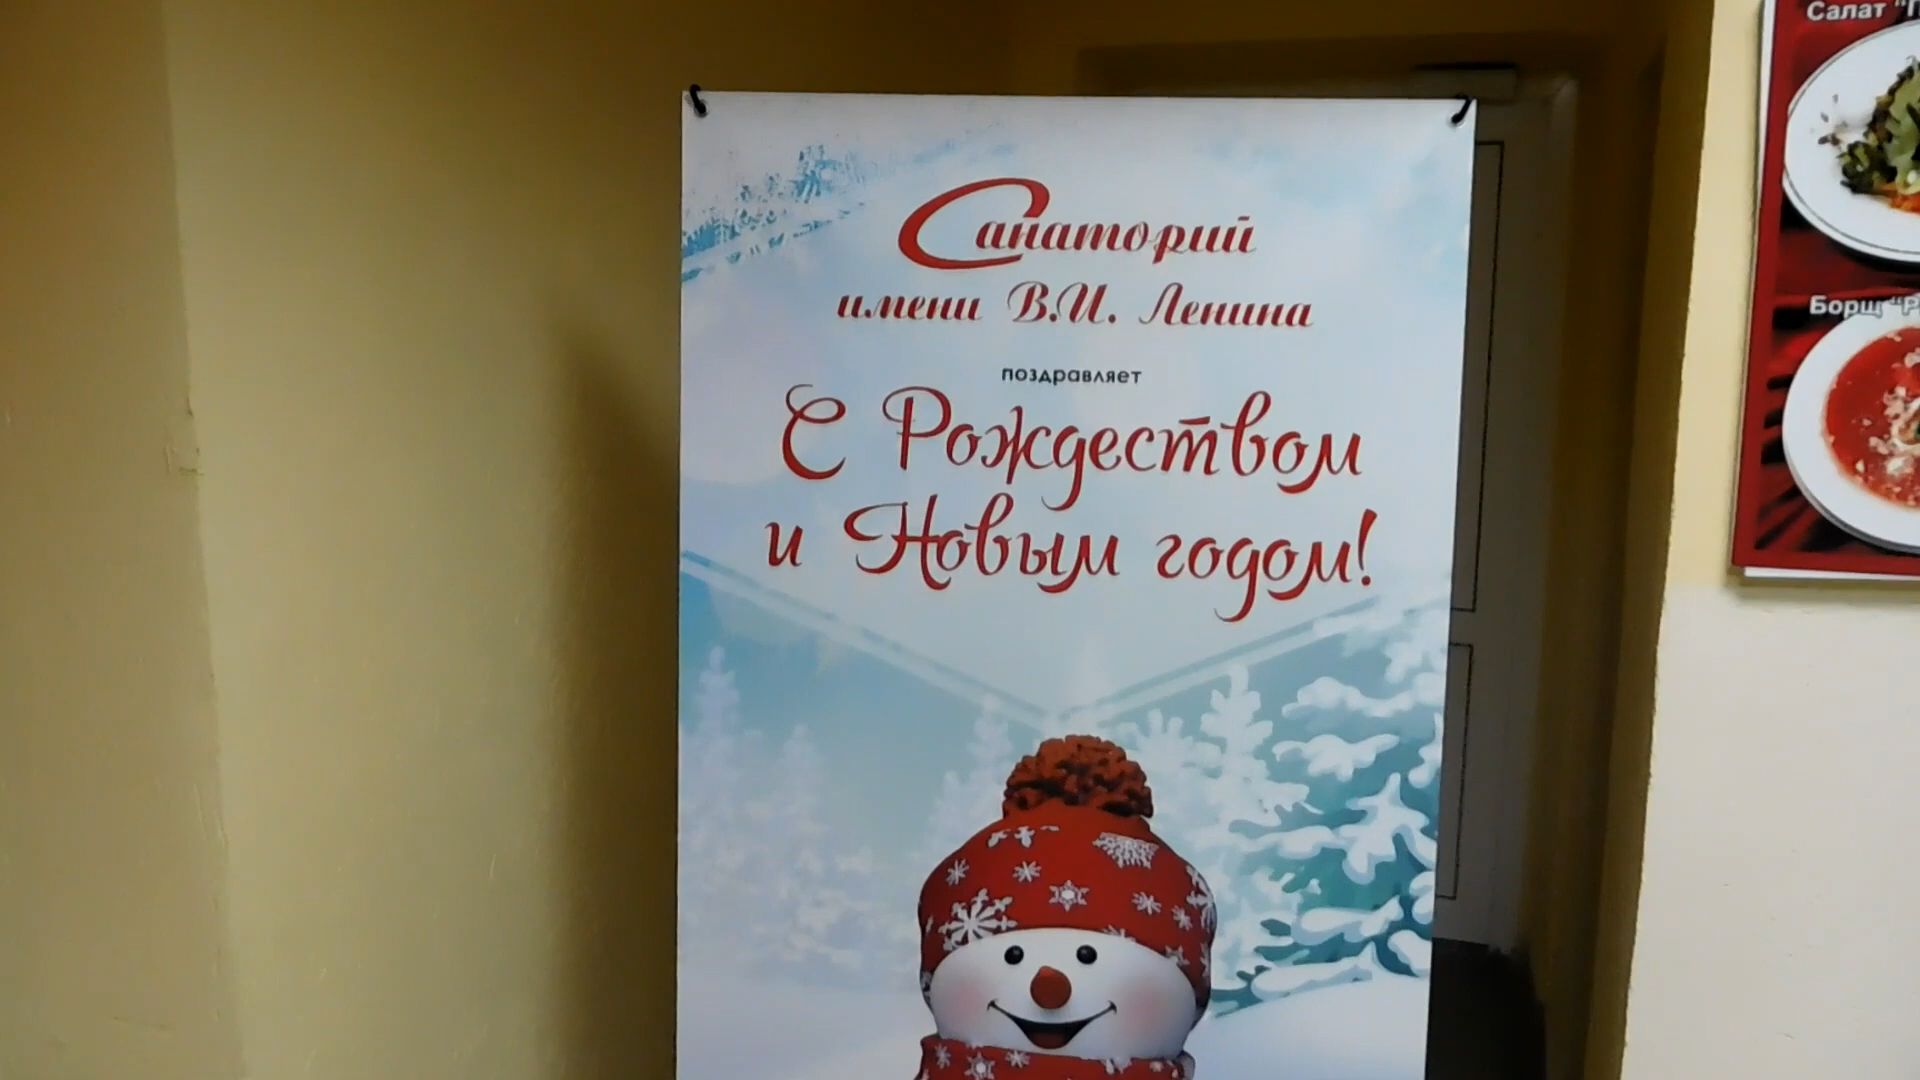 Санаторий
имени В.И. Ленина
поздравляет
С Рождеством
и Новым годом!
Салат
Борщ